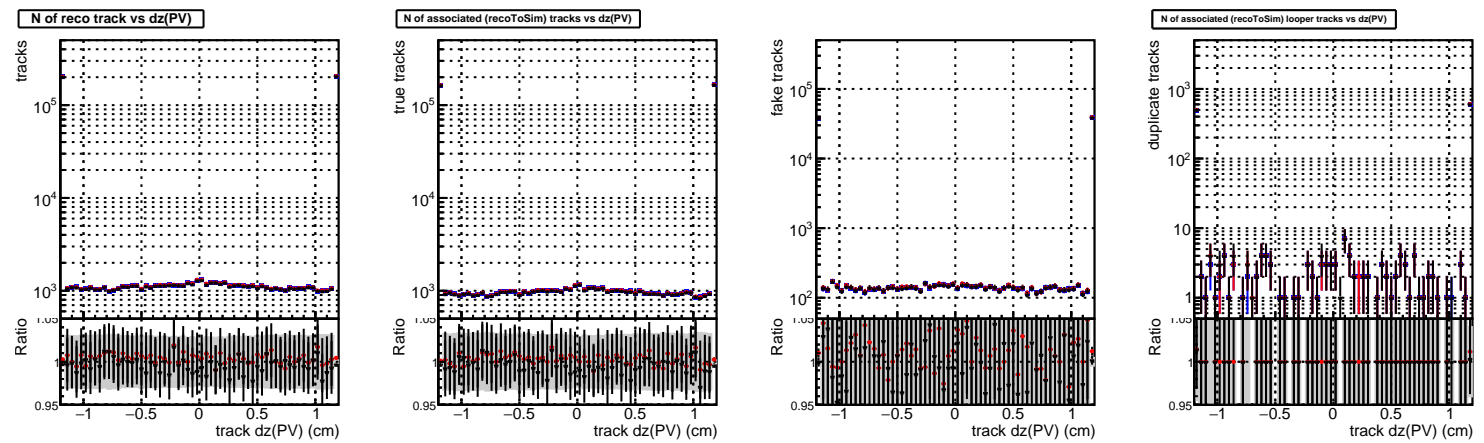 N of reco track vs dz(PV)
tracks
10^5
10^4
10^3
1.05
Ratio
1
0.95
−1 −0.5 0 0.5 1
track dz(PV) (cm)
N of associated (recoToSim) tracks vs dz(PV)
true tracks
10^5
10^4
10^3
1.05
Ratio
1
0.95
−1 −0.5 0 0.5 1
track dz(PV) (cm)
fake tracks
10^5
10^4
10^3
10^2
1.05
Ratio
1
0.95
−1 −0.5 0 0.5 1
track dz(PV) (cm)
N of associated (recoToSim) looper tracks vs dz(PV)
duplicate tracks
10^3
10^2
10
1
1.05
Ratio
1
0.95
−1 −0.5 0 0.5 1
track dz(PV) (cm)